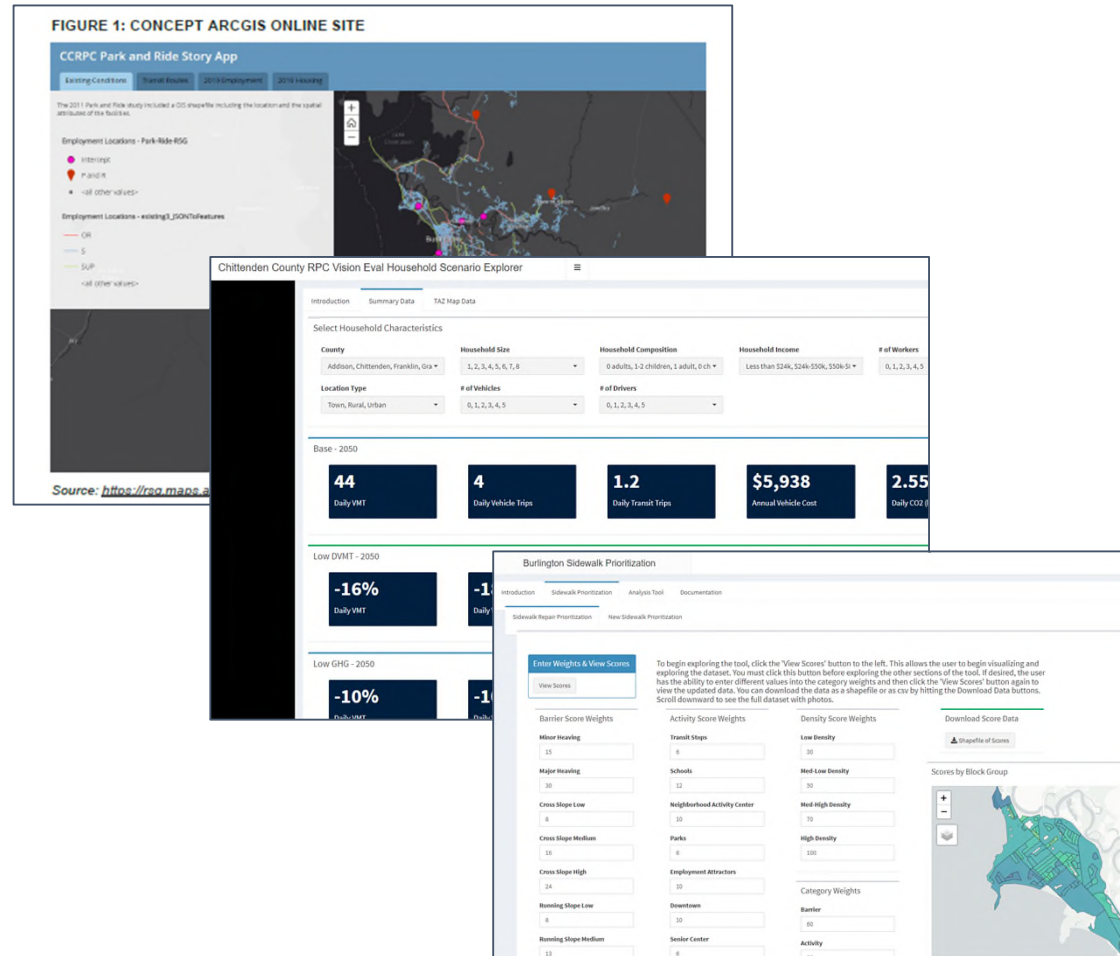 FIGURE 1: CONCEPT ARCGIS ONLINE SITE
CCRPC Park and Ride Story App
Existing Conditions Transit Routes 2015 Employment 2016 Housing
The 2011 Park and Ride study included a GIS shapefile including the location and the spatial
attributes of the facilities.
Employment Locations - Park-Ride-RSG
Intercept
P and R
<all other values>
Employment Locations - existing3_JSONToFeatures
OR
S
SUP
<all other values>
Source: https://rsg.maps.a
Chittenden County RPC Vision Eval Household Scenario Explorer
Introduction Summary Data TAZ Map Data
Select Household Characteristics
County Household Size Household Composition Household Income # of Workers
Addison, Chittenden, Franklin, Gra 1, 2, 3, 4, 5, 6, 7, 8 0 adults, 1-2 children, 1 adult, 0 ch Less than $24k, $24k-$50k, $50k-$ 0, 1, 2, 3, 4, 5
Location Type # of Vehicles # of Drivers
Town, Rural, Urban 0, 1, 2, 3, 4, 5 0, 1, 2, 3, 4, 5
Base - 2050
44 4 1.2 $5,938 2.55
Daily VMT Daily Vehicle Trips Daily Transit Trips Annual Vehicle Cost Daily CO2 (
Low DVMT - 2050
-16% -1
Daily VMT Daily
Low GHG - 2050
-10% -1
Daily VMT Daily
Burlington Sidewalk Prioritization
Introduction Sidewalk Prioritization Analysis Tool Documentation
Sidewalk Repair Prioritization New Sidewalk Prioritization
Enter Weights & View Scores
View Scores
To begin exploring the tool, click the 'View Scores' button to the left. This allows the user to begin visualizing and
exploring the dataset. You must click this button before exploring the other sections of the tool. If desired, the user
has the ability to enter different values into the category weights and then click the 'View Scores' button again to
view the updated data. You can download the data as a shapefile or as csv by hitting the Download Data buttons.
Scroll downward to see the full dataset with photos.
Barrier Score Weights Activity Score Weights Density Score Weights Download Score Data
Minor Heaving Transit Stops Low Density
15 6 30
Shapefile of Scores
Major Heaving Schools Med-Low Density
30 12 50
Scores by Block Group
Cross Slope Low Neighborhood Activity Center Med-High Density
8 10 70
Cross Slope Medium Parks High Density
16 8 100
Cross Slope High Employment Attractors
24 10
Category Weights
Running Slope Low Downtown Barrier
8 10 60
Running Slope Medium Senior Center Activity
13 6